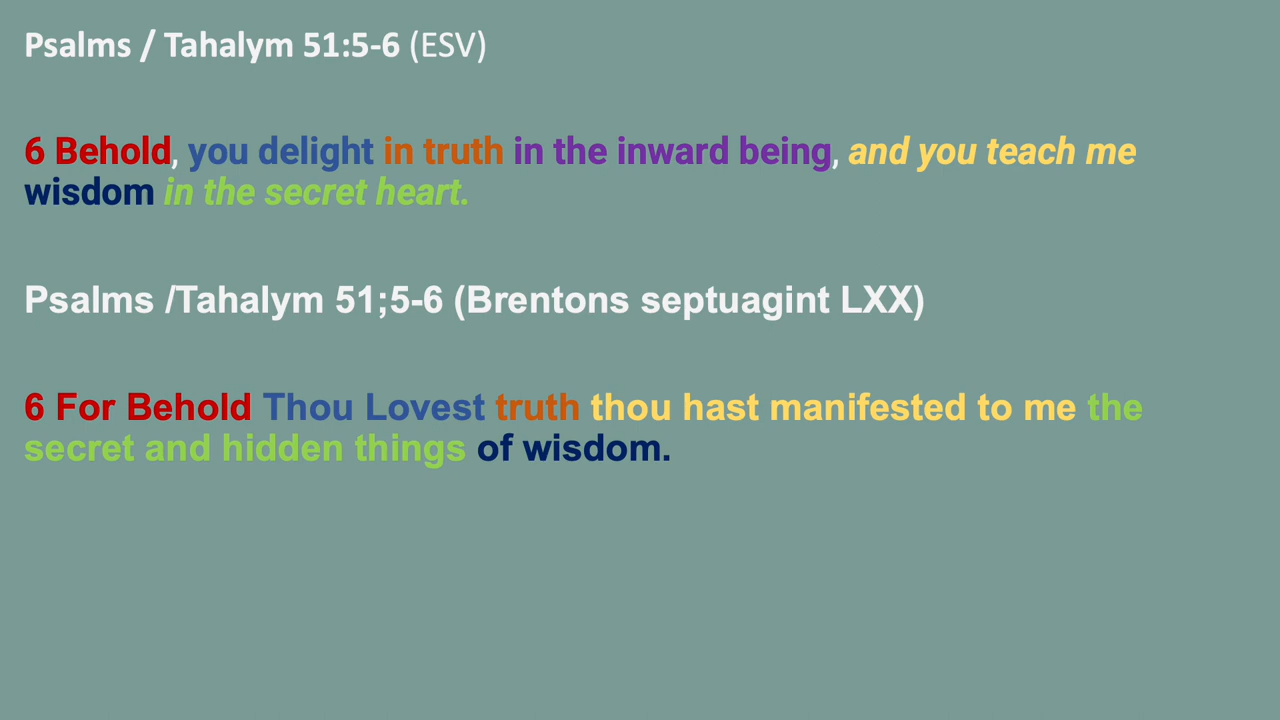 Psalms / Tahalym 51:5-6 (ESV)
6 Behold, you delight in truth in the inward being, and you teach me
wisdom in the secret heart.
Psalms /Tahalym 51;5-6 (Brentons septuagint LXX)
6 For Behold Thou Lovest truth thou hast manifested to me the
secret and hidden things of wisdom.